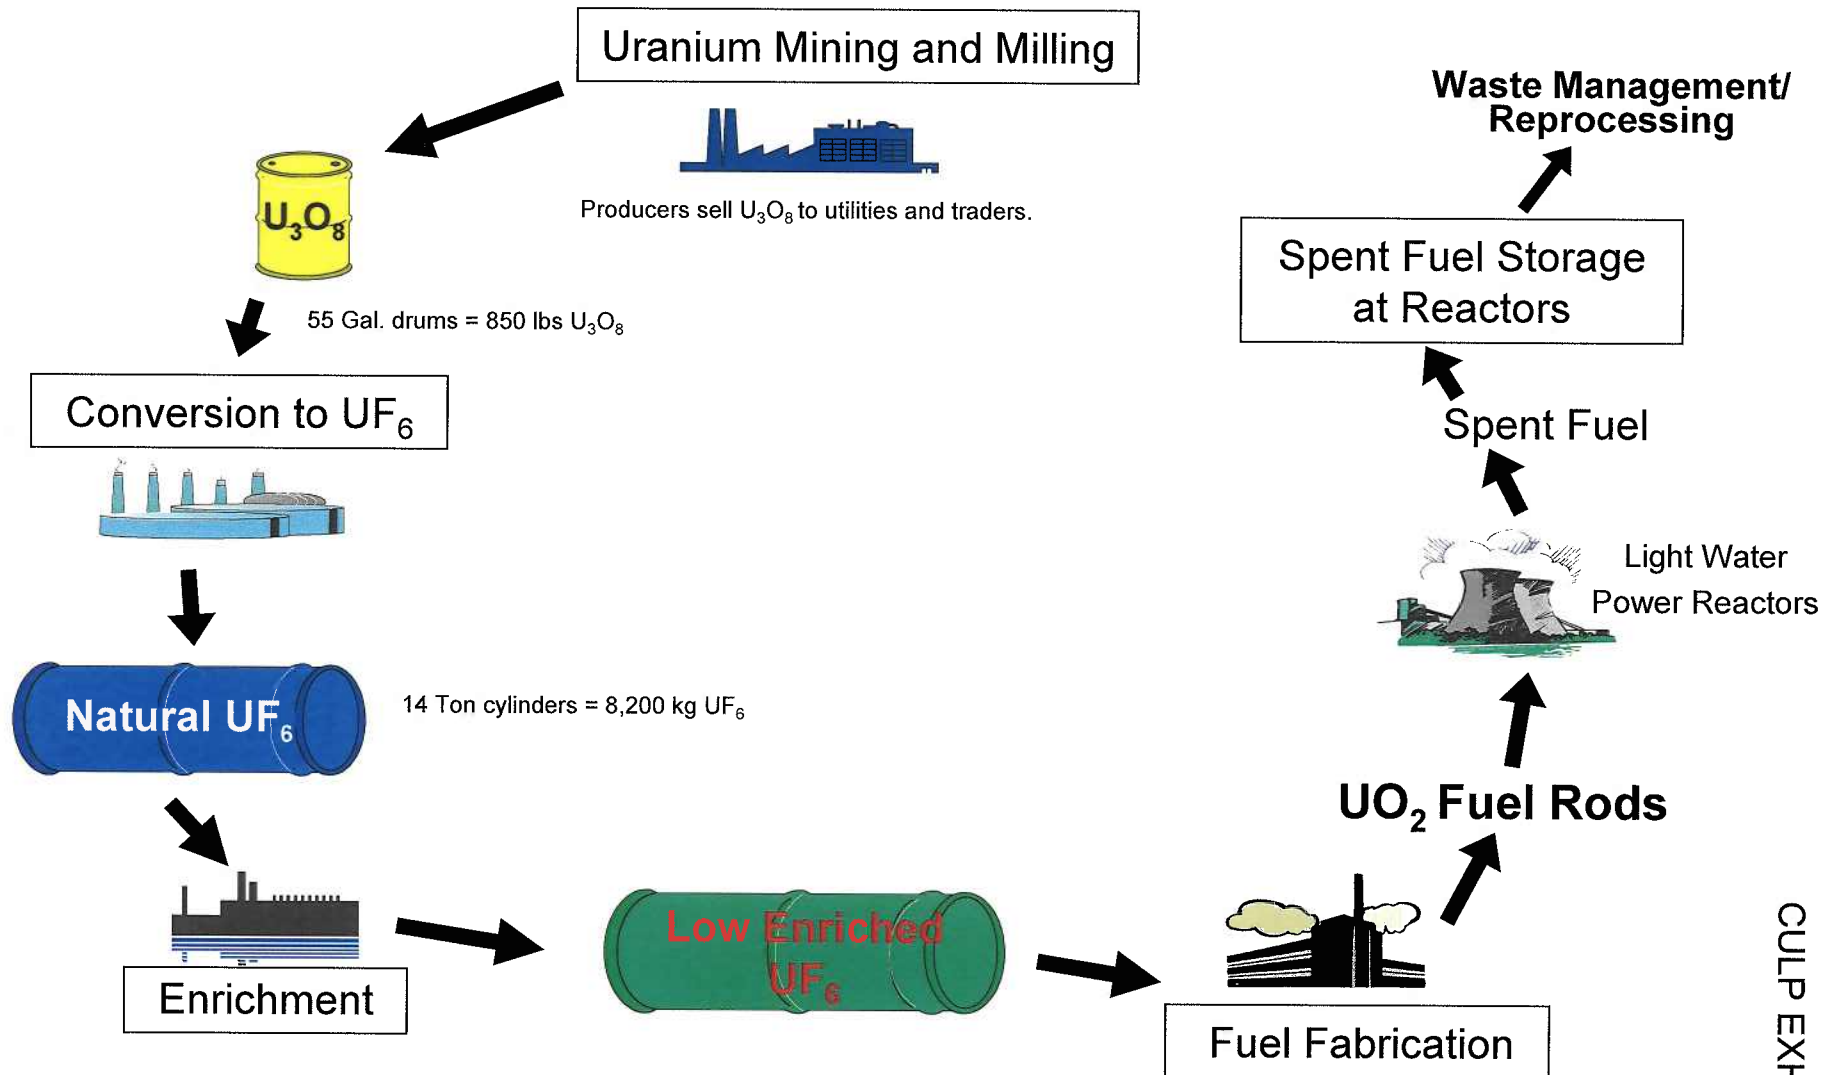 Uranium Mining and Milling
Producers sell U₃O₈ to utilities and traders.
U₃O₈
55 Gal. drums = 850 lbs U₃O₈
Conversion to UF₆
Natural UF₆
14 Ton cylinders = 8,200 kg UF₆
Enrichment
Low Enriched
UF₆
Fuel Fabrication
UO₂ Fuel Rods
Light Water
Power Reactors
Spent Fuel
Spent Fuel Storage
at Reactors
Waste Management/
Reprocessing
CULP